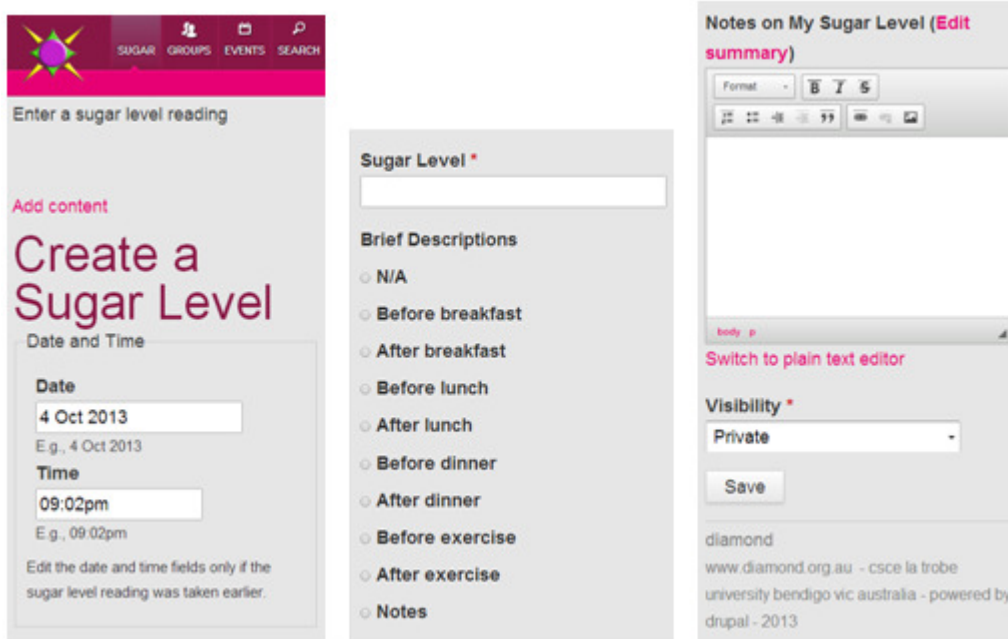 SUGAR GROUPS EVENTS SEARCH
Enter a sugar level reading
Add content
Create a
Sugar Level
Date and Time
Date
4 Oct 2013
E.g., 4 Oct 2013
Time
09:02pm
E.g., 09:02pm
Edit the date and time fields only if the
sugar level reading was taken earlier.
Sugar Level *
Brief Descriptions
N/A
Before breakfast
After breakfast
Before lunch
After lunch
Before dinner
After dinner
Before exercise
After exercise
Notes
Notes on My Sugar Level (Edit
summary)
Format
B I S
body p
Switch to plain text editor
Visibility *
Private
Save
diamond
www.diamond.org.au - csce la trobe
university bendigo vic australia - powered by
drupal - 2013